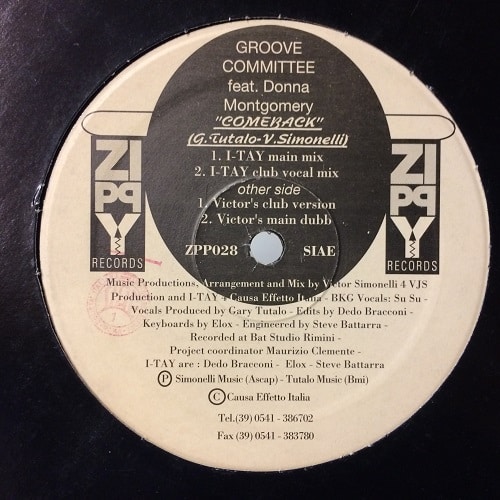 GROOVE
COMMITTEE
feat. Donna
Montgomery
"COMEBACK"
(G.Tutalo-V.Simonelli)
1. I-TAY main mix
2. I-TAY club vocal mix
other side
1. Victor's club version
2. Victor's main dubb
ZPP028 SIAE
ZIPPY
RECORDS
ZIPPY
RECORDS
Music Productions, Arrangement and Mix by Victor Simonelli 4 VJS
Production and I-TAY 4 Causa Effetto Italia - BKG Vocals: Su Su -
Vocals Produced by Gary Tutalo - Edits by Dedo Bracconi -
Keyboards by Elox - Engineered by Steve Battarra -
Recorded at Bat Studio Rimini -
Project coordinator Maurizio Clemente -
I-TAY are : Dedo Bracconi - Elox - Steve Battarra
Ⓟ Simonelli Music (Ascap) - Tutalo Music (Bmi)
© Causa Effetto Italia
Tel.(39) 0541 - 386702
Fax (39) 0541 - 383780